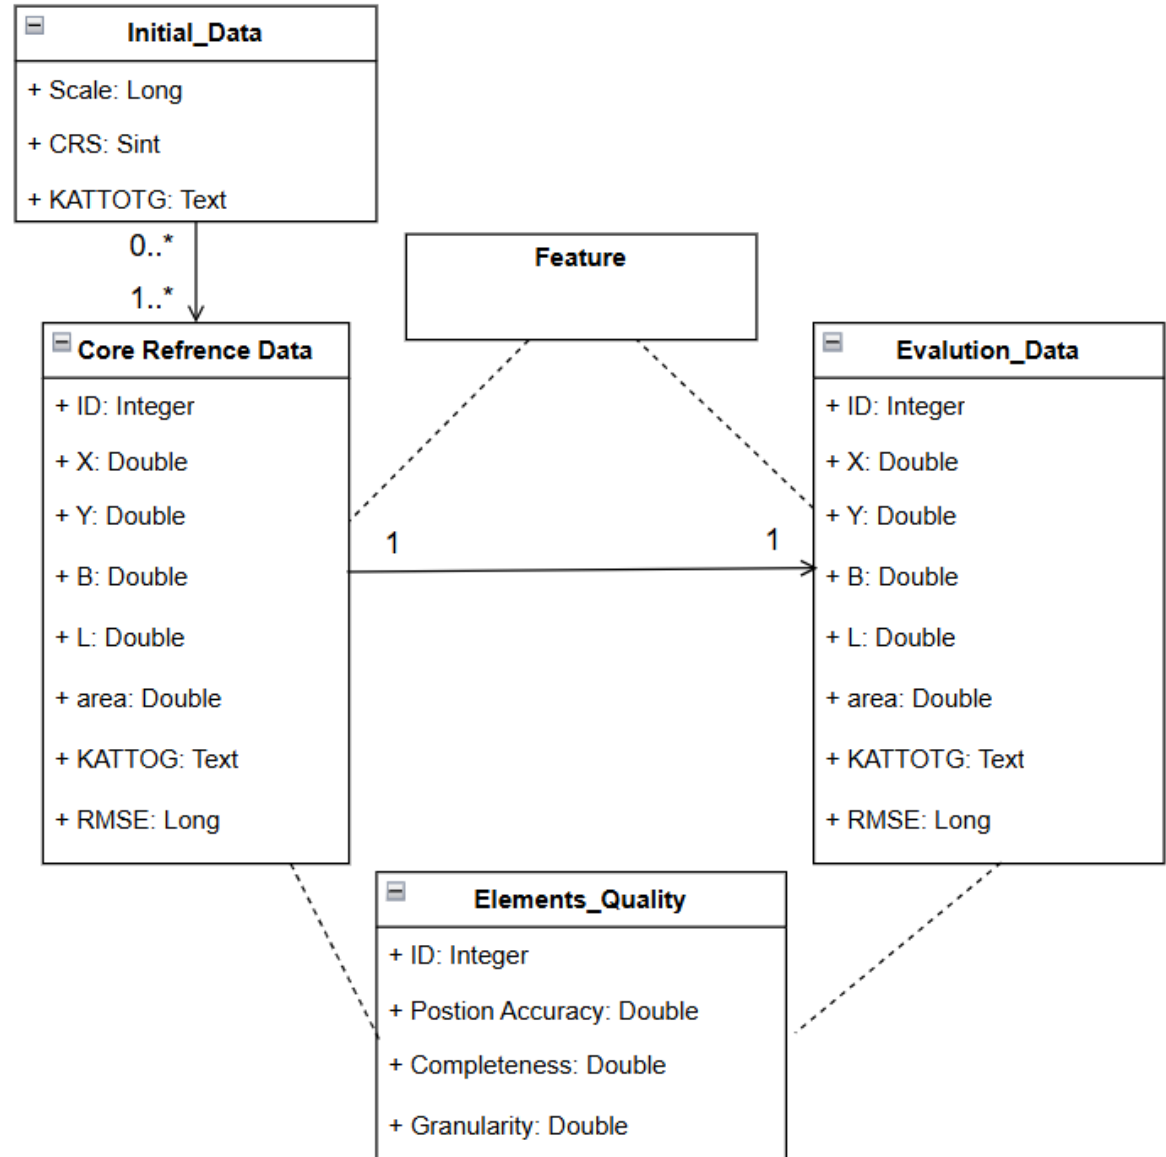 Initial_Data
+ Scale: Long
+ CRS: Sint
+ KATTOTG: Text
0..*
1..*
Feature
Core Refrence Data
+ ID: Integer
+ X: Double
+ Y: Double
+ B: Double
+ L: Double
+ area: Double
+ KATTOG: Text
+ RMSE: Long
1
1
Evalution_Data
+ ID: Integer
+ X: Double
+ Y: Double
+ B: Double
+ L: Double
+ area: Double
+ KATTOTG: Text
+ RMSE: Long
Elements_Quality
+ ID: Integer
+ Postion Accuracy: Double
+ Completeness: Double
+ Granularity: Double